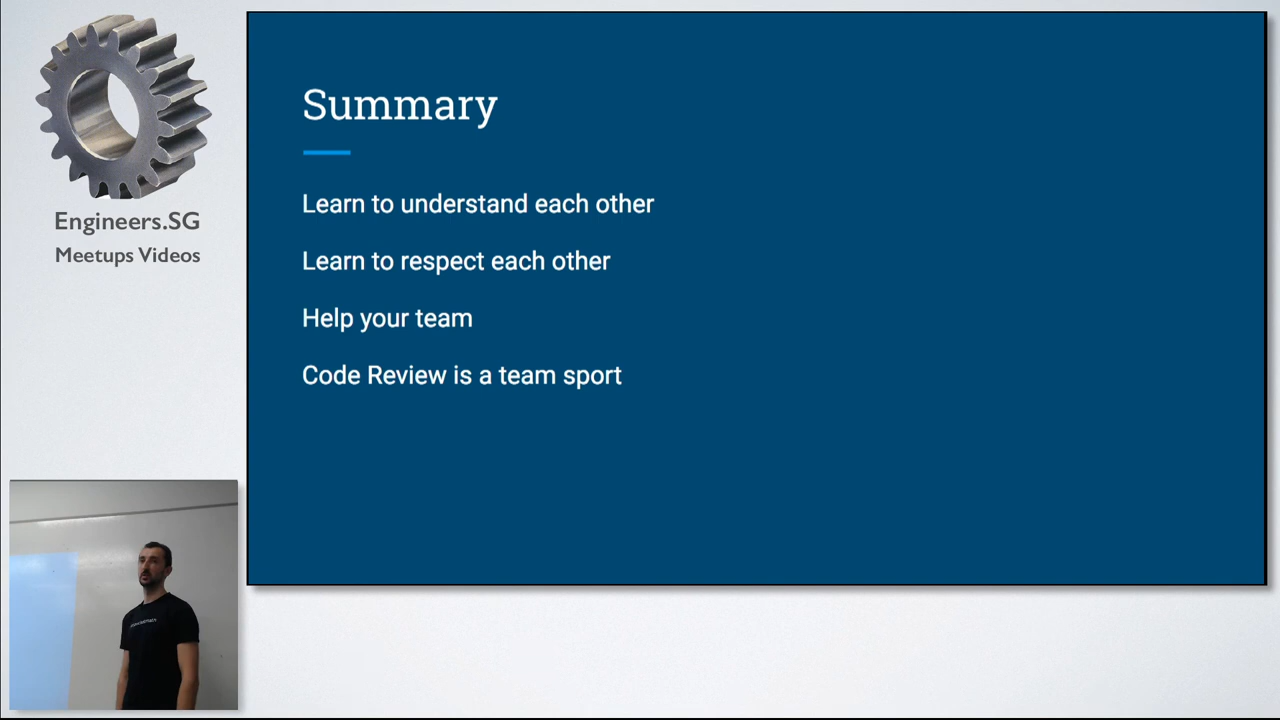 Engineers.SG
Meetups Videos
Summary
Learn to understand each other
Learn to respect each other
Help your team
Code Review is a team sport